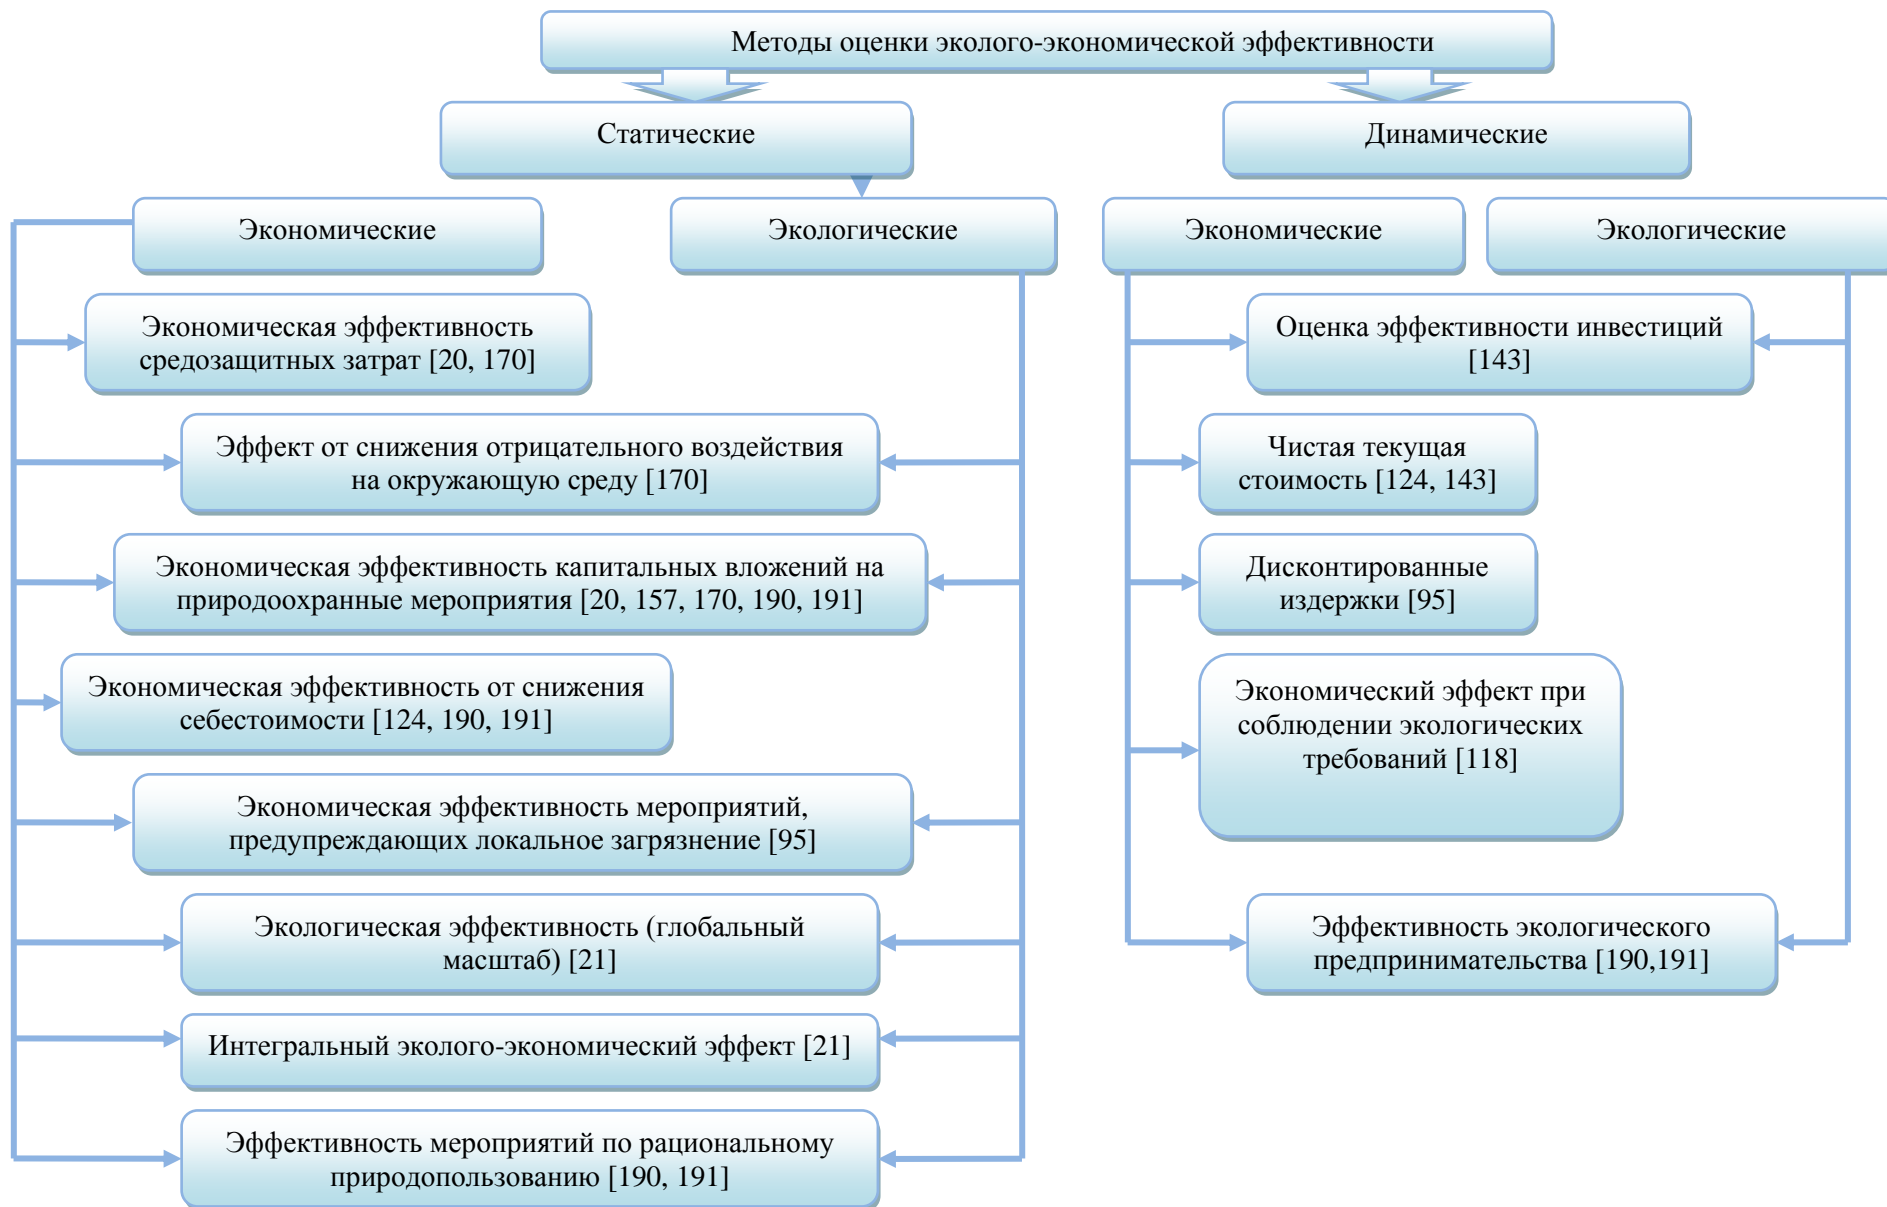 Методы оценки эколого-экономической эффективности
Статические
Динамические
Экономические
Экологические
Экономические
Экологические
Экономическая эффективность
средозащитных затрат [20, 170]
Оценка эффективности инвестиций
[143]
Эффект от снижения отрицательного воздействия
на окружающую среду [170]
Чистая текущая
стоимость [124, 143]
Экономическая эффективность капитальных вложений на
природоохранные мероприятия [20, 157, 170, 190, 191]
Дисконтированные
издержки [95]
Экономическая эффективность от снижения
себестоимости [124, 190, 191]
Экономический эффект при
соблюдении экологических
требований [118]
Экономическая эффективность мероприятий,
предупреждающих локальное загрязнение [95]
Экологическая эффективность (глобальный
масштаб) [21]
Эффективность экологического
предпринимательства [190,191]
Интегральный эколого-экономический эффект [21]
Эффективность мероприятий по рациональному
природопользованию [190, 191]